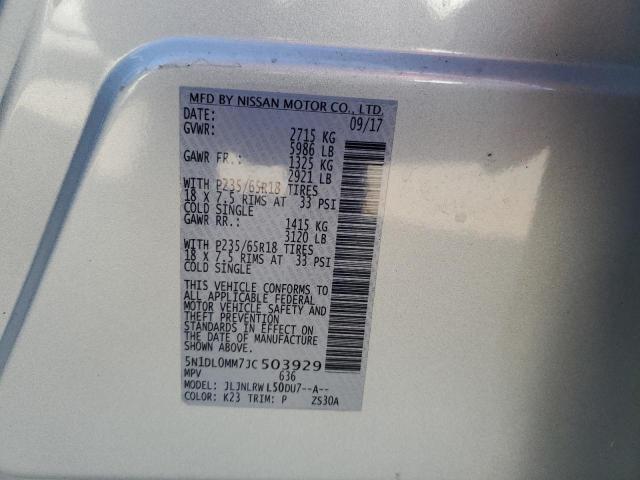 MFD BY NISSAN MOTOR CO., LTD.
DATE: 09/17
GVWR: 2715 KG
5986 LB
GAWR FR.: 1325 KG
2921 LB
WITH P235/65R18 TIRES
18 X 7.5 RIMS AT 33 PSI
COLD SINGLE
GAWR RR.: 1415 KG
3120 LB
WITH P235/65R18 TIRES
18 X 7.5 RIMS AT 33 PSI
COLD SINGLE
THIS VEHICLE CONFORMS TO
ALL APPLICABLE FEDERAL
MOTOR VEHICLE SAFETY AND
THEFT PREVENTION
STANDARDS IN EFFECT ON
THE DATE OF MANUFACTURE
SHOWN ABOVE.
5N1DL0MM7JC503929
MPV 636
MODEL: JLJNLRWL50DU7--A--
COLOR: K23 TRIM: P ZS30A